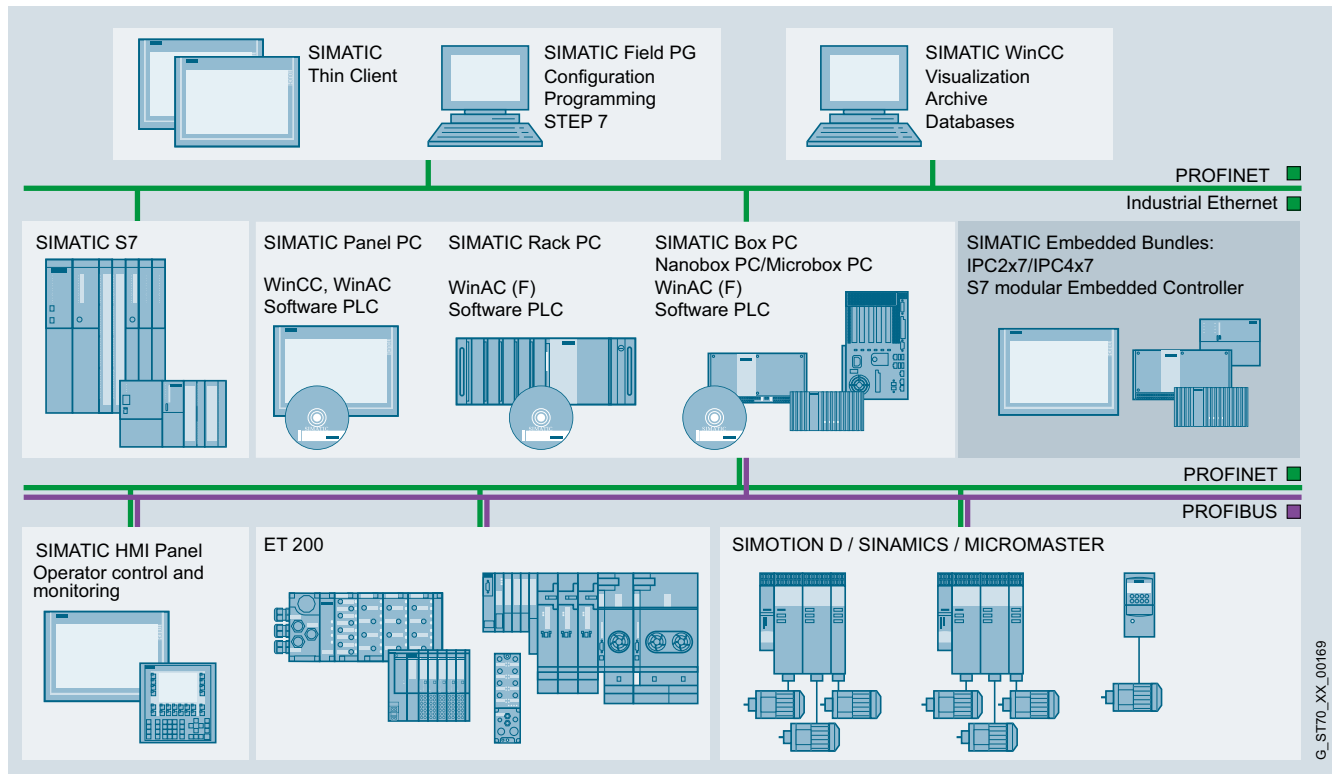 SIMATIC
Thin Client
SIMATIC Field PG
Configuration
Programming
STEP 7
SIMATIC WinCC
Visualization
Archive
Databases
PROFINET
Industrial Ethernet
SIMATIC S7
SIMATIC Panel PC
WinCC, WinAC
Software PLC
SIMATIC Rack PC
WinAC (F)
Software PLC
SIMATIC Box PC
Nanobox PC/Microbox PC
WinAC (F)
Software PLC
SIMATIC Embedded Bundles:
IPC2x7/IPC4x7
S7 modular Embedded Controller
SIMATIC
SIMATIC
SIMATIC
PROFINET
PROFIBUS
SIMATIC HMI Panel
Operator control and
monitoring
ET 200
SIMOTION D / SINAMICS / MICROMASTER
G_ST70_XX_00169